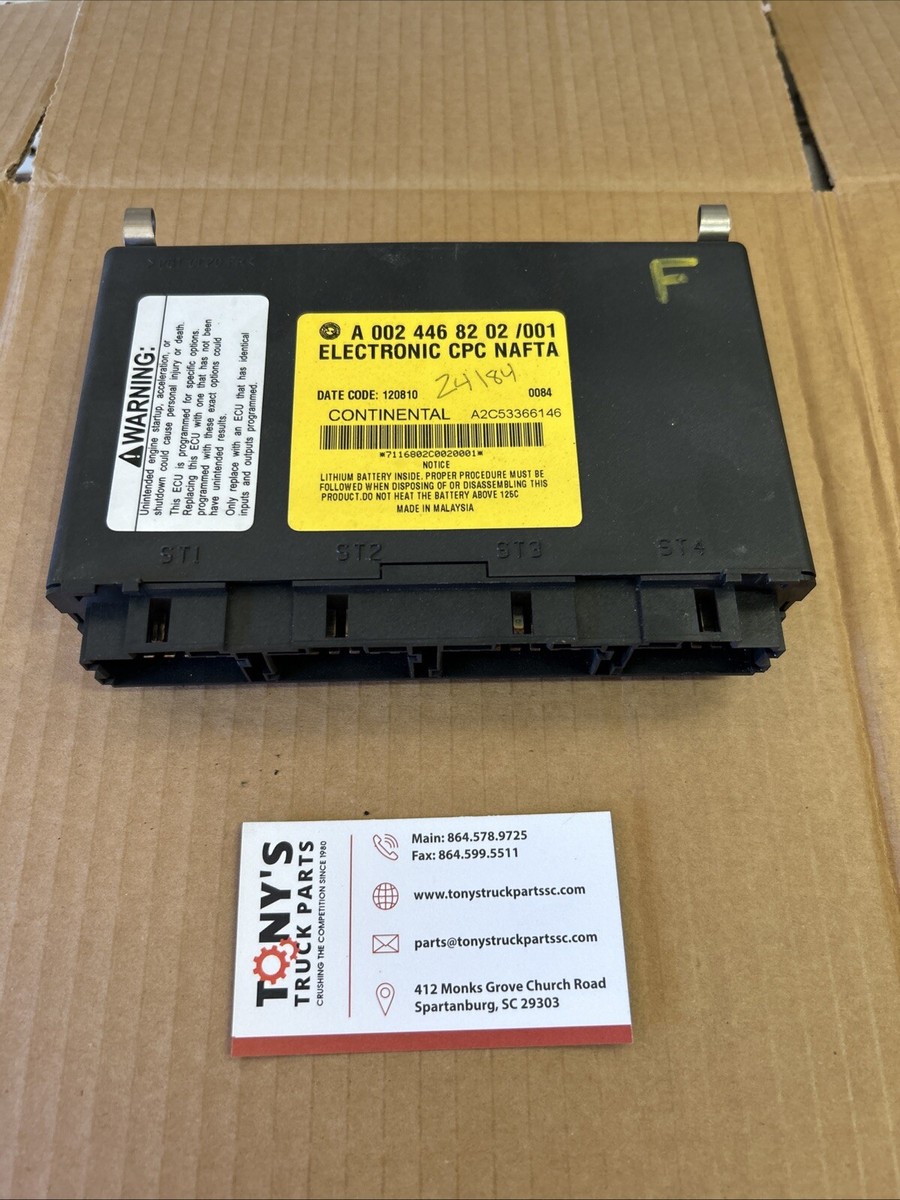 F
WARNING:
Unintended engine startup, acceleration, or
shutdown could cause personal injury or death.
This ECU is programmed for specific options.
Replacing this ECU with one that has not been
programmed with these exact options could
have unintended results.
Only replace with an ECU that has identical
inputs and outputs programmed.
A 002 446 82 02 /001
ELECTRONIC CPC NAFTA
24184
DATE CODE: 120810 0084
CONTINENTAL A2C53366146
*7116802C0020001*
NOTICE
LITHIUM BATTERY INSIDE. PROPER PROCEDURE MUST BE
FOLLOWED WHEN DISPOSING OF OR DISASSEMBLING THIS
PRODUCT.DO NOT HEAT THE BATTERY ABOVE 125C
MADE IN MALAYSIA
ST1 ST2 ST3 ST4
TONY'S
TRUCK PARTS
CRUSHING THE COMPETITION SINCE 1980
Main: 864.578.9725
Fax: 864.599.5511
www.tonystruckpartssc.com
parts@tonystruckpartssc.com
412 Monks Grove Church Road
Spartanburg, SC 29303